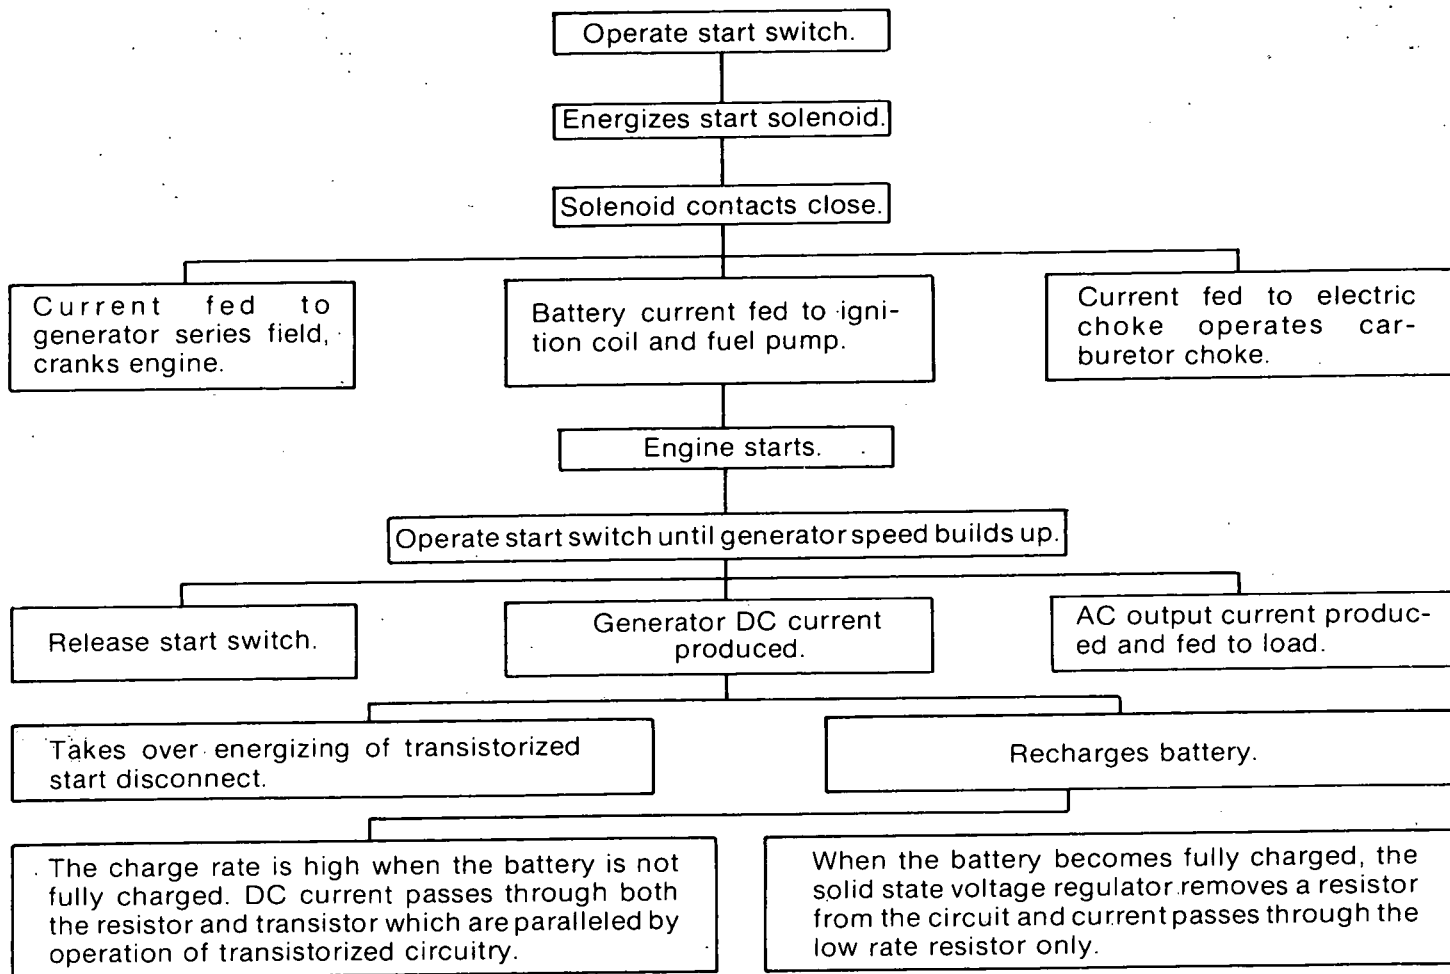 Operate start switch.
Energizes start solenoid.
Solenoid contacts close.
Current fed to
generator series field,
cranks engine.
Battery current fed to igni-
tion coil and fuel pump.
Current fed to electric
choke operates car-
buretor choke.
Engine starts.
Operate start switch until generator speed builds up.
Release start switch.
Generator DC current
produced.
AC output current produc-
ed and fed to load.
Takes over energizing of transistorized
start disconnect.
Recharges battery.
The charge rate is high when the battery is not
fully charged. DC current passes through both
the resistor and transistor which are paralleled by
operation of transistorized circuitry.
When the battery becomes fully charged, the
solid state voltage regulator removes a resistor
from the circuit and current passes through the
low rate resistor only.